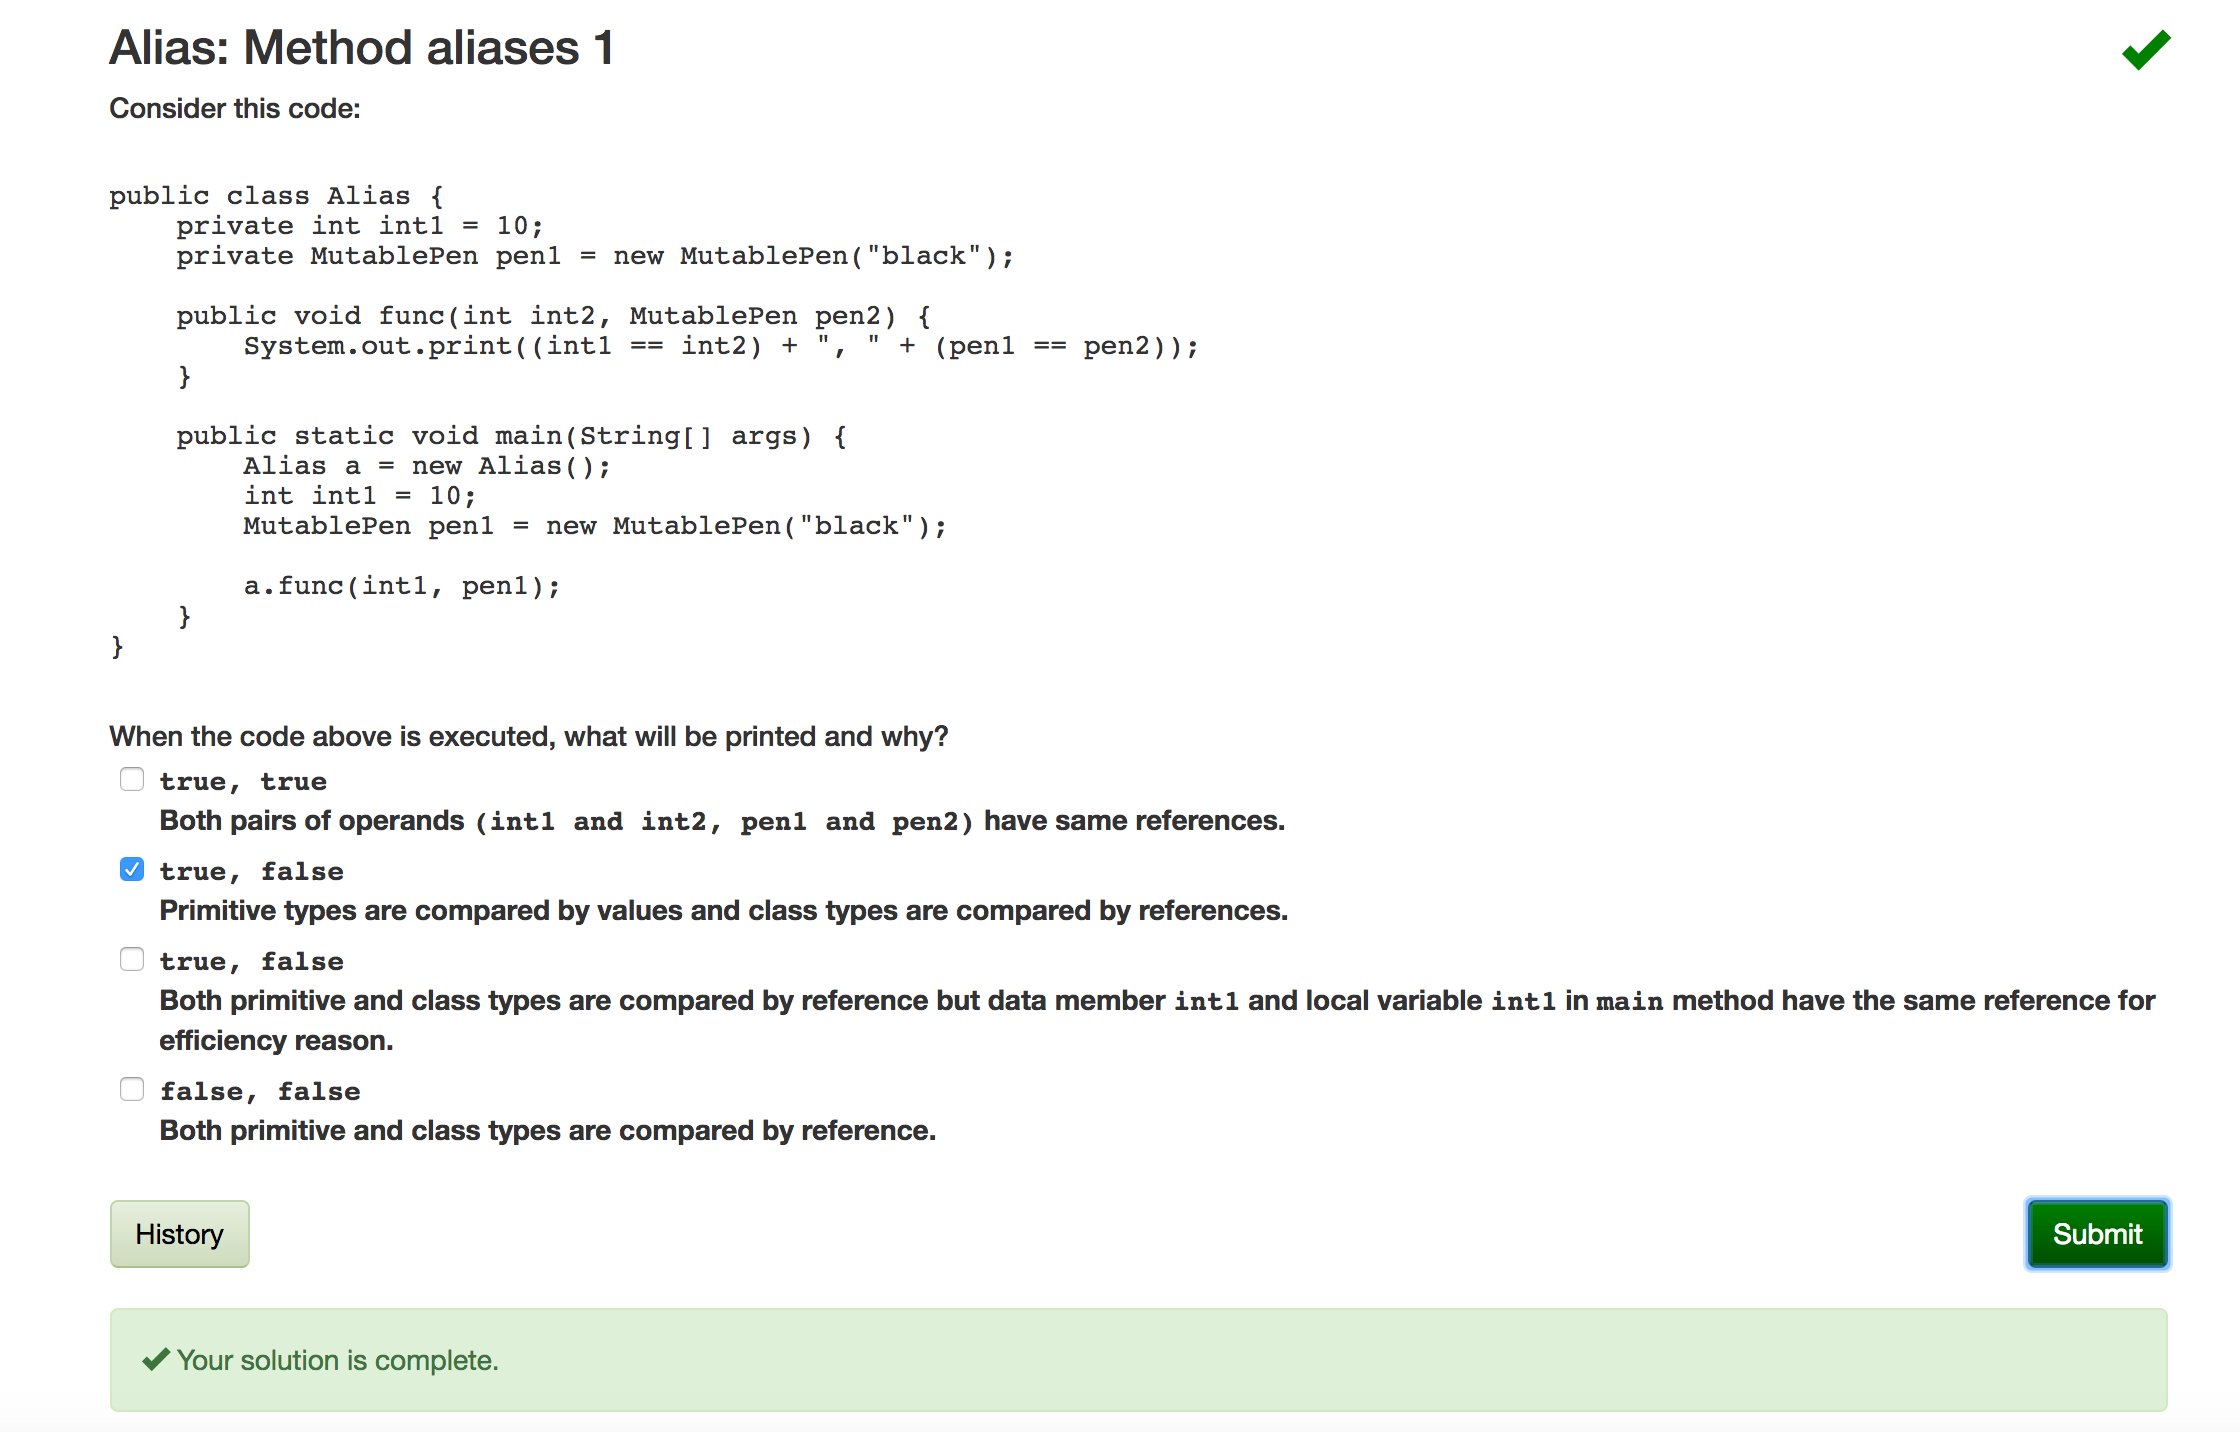 Alias: Method aliases 1
Consider this code:
public class Alias {
    private int int1 = 10;
    private MutablePen pen1 = new MutablePen("black");
    public void func(int int2, MutablePen pen2) {
        System.out.print((int1 == int2) + ", " + (pen1 == pen2));
    }
    public static void main(String[] args) {
        Alias a = new Alias();
        int int1 = 10;
        MutablePen pen1 = new MutablePen("black");
        a.func(int1, pen1);
    }
}
When the code above is executed, what will be printed and why?
true, true
Both pairs of operands (int1 and int2, pen1 and pen2) have same references.
true, false
Primitive types are compared by values and class types are compared by references.
true, false
Both primitive and class types are compared by reference but data member int1 and local variable int1 in main method have the same reference for
efficiency reason.
false, false
Both primitive and class types are compared by reference.
History
Submit
Your solution is complete.